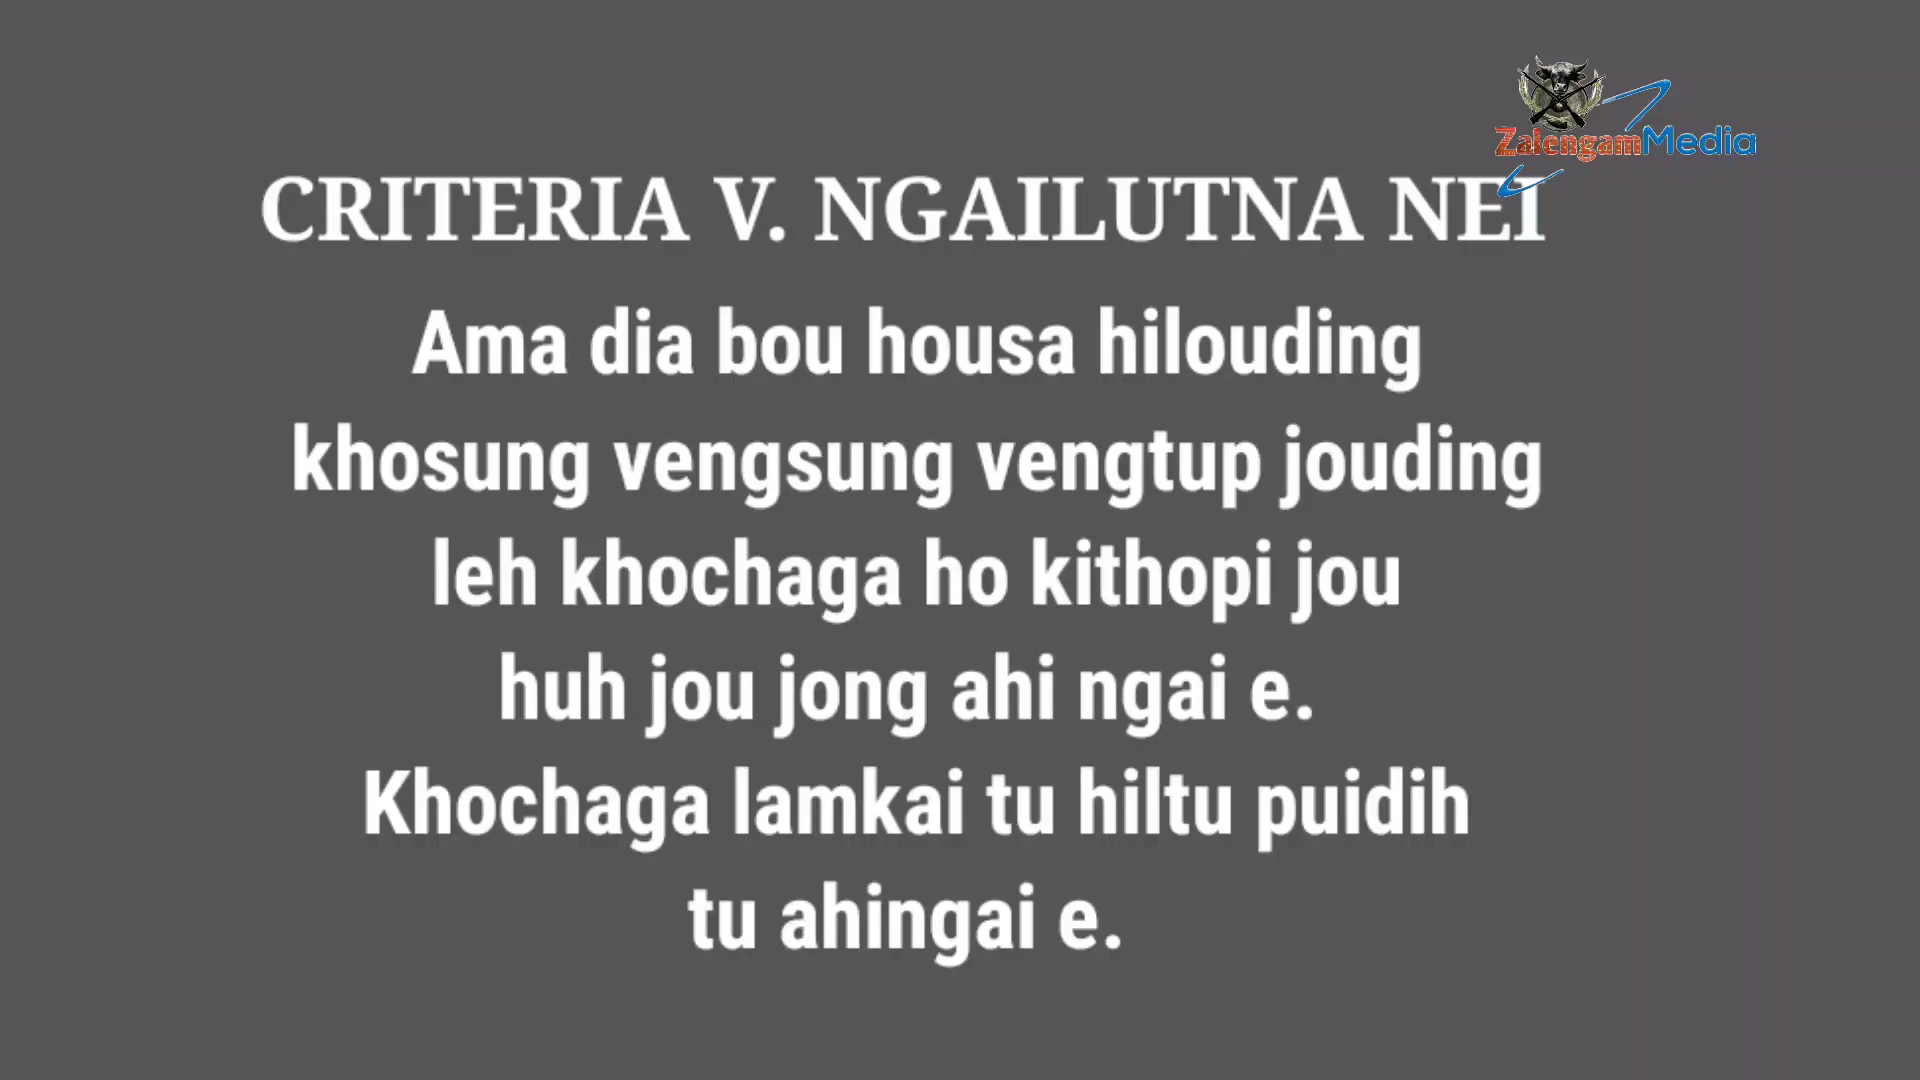 ZalengamMedia
CRITERIA V. NGAILUTNA NEI
Ama dia bou housa hilouding
khosung vengsung vengtup jouding
leh khochaga ho kithopi jou
huh jou jong ahi ngai e.
Khochaga lamkai tu hiltu puidih
tu ahingai e.